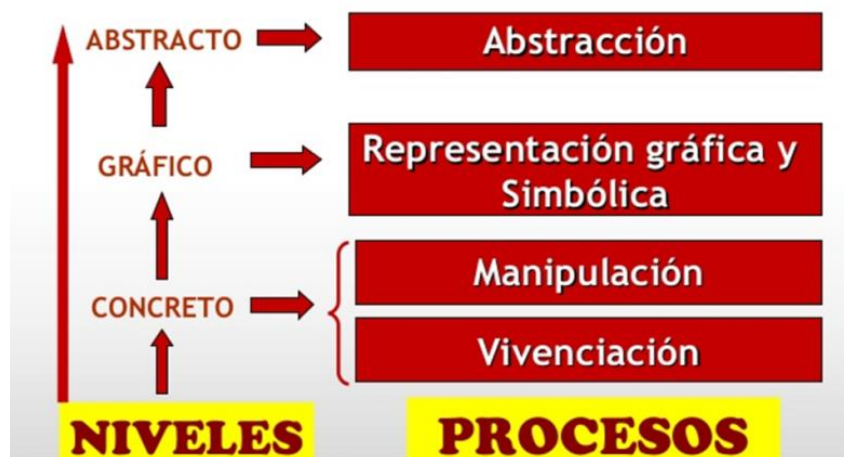 ABSTRACTO
Abstracción
GRÁFICO
Representación gráfica y
Simbólica
CONCRETO
Manipulación
Vivenciación
NIVELES
PROCESOS